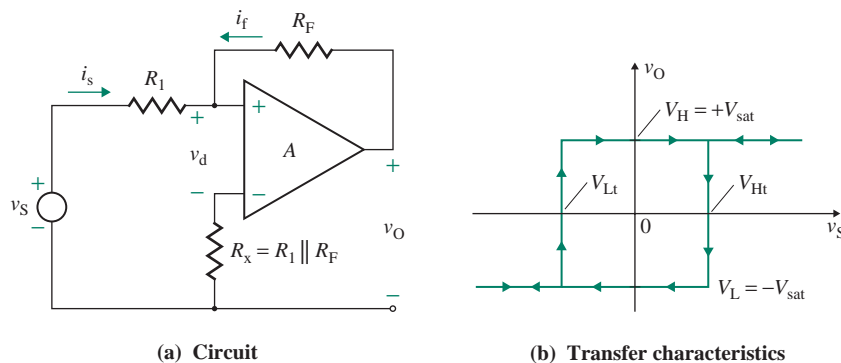 i_f
R_F
i_s
R_1
+
+
v_d
A
+
−
−
+
v_S
−
R_x = R_1 || R_F
v_O
−
(a) Circuit
v_O
V_H = +V_sat
V_Lt
V_Ht
0
v_S
V_L = −V_sat
(b) Transfer characteristics